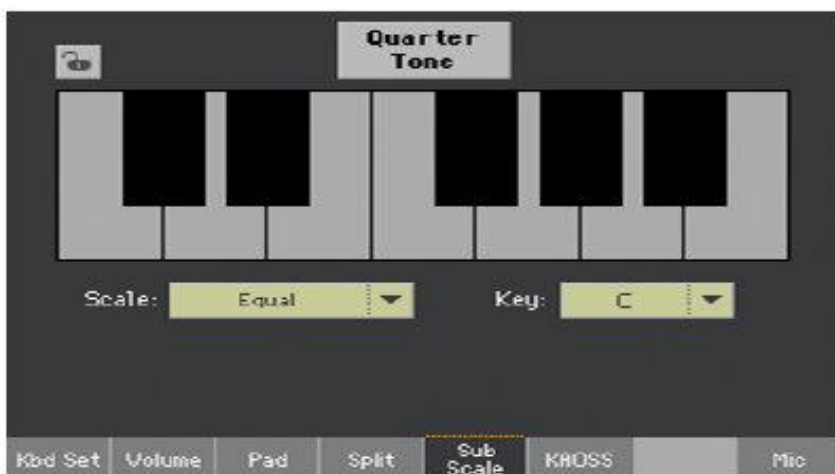 Quarter
Tone
Scale: Equal Key: C
Kbd Set Volume Pad Split Sub Scale KAOSS Mic